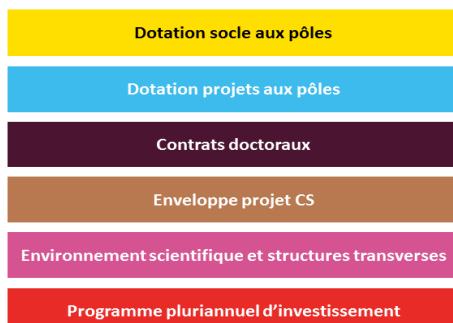 Dotation socle aux pôles
Dotation projets aux pôles
Contrats doctoraux
Enveloppe projet CS
Environnement scientifique et structures transverses
Programme pluriannuel d'investissement